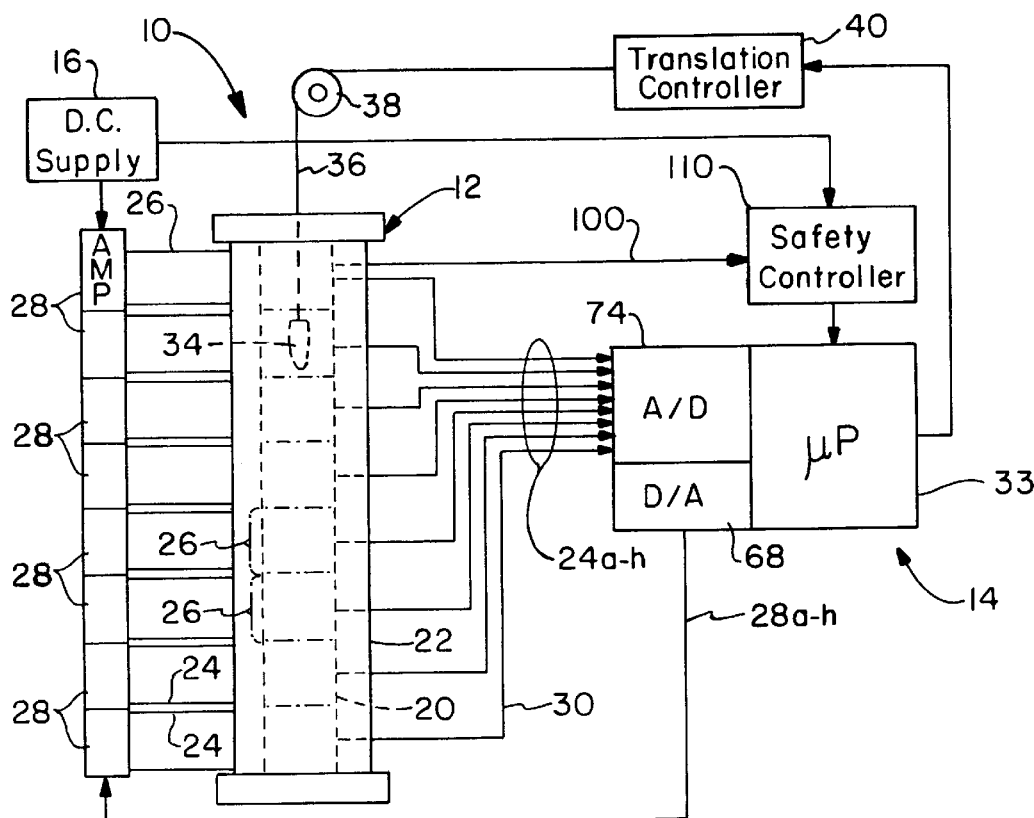 10
16
D.C.
Supply
38
40
Translation
Controller
36
12
110
Safety
Controller
26
100
AMP
28
34
74
A/D
μP
D/A
68
33
28
26
24a-h
28
26
14
28a-h
22
24
20
30
28
24